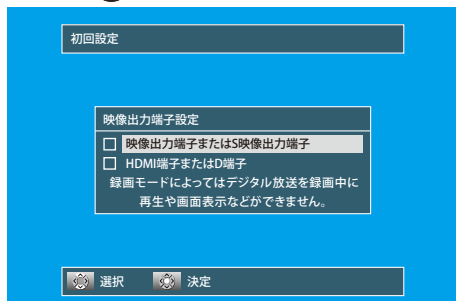 初回設定
映像出力端子設定
映像出力端子またはS映像出力端子
HDMI端子またはD端子
録画モードによってはデジタル放送を録画中に
再生や画面表示などができません。
選択 決定